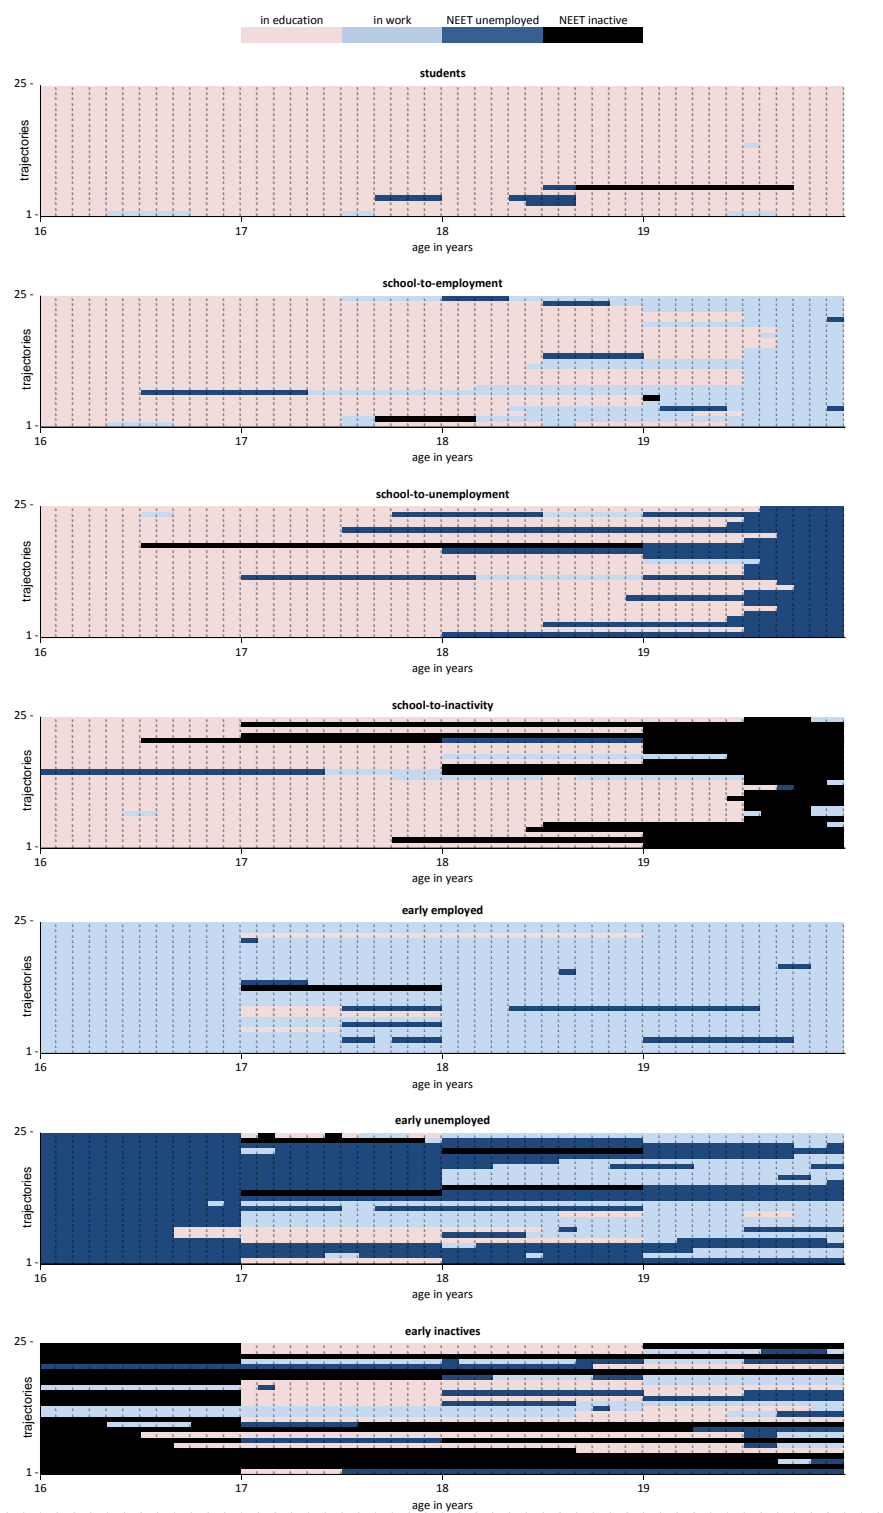 in education in work NEET unemployed NEET inactive
students
25 -
trajectories
1 -
16 17 18 19
age in years
school-to-employment
25 -
trajectories
1 -
16 17 18 19
age in years
school-to-unemployment
25 -
trajectories
1 -
16 17 18 19
age in years
school-to-inactivity
25 -
trajectories
1 -
16 17 18 19
age in years
early employed
25 -
trajectories
1 -
16 17 18 19
age in years
early unemployed
25 -
trajectories
1 -
16 17 18 19
age in years
early inactives
25 -
trajectories
1 -
16 17 18 19
age in years